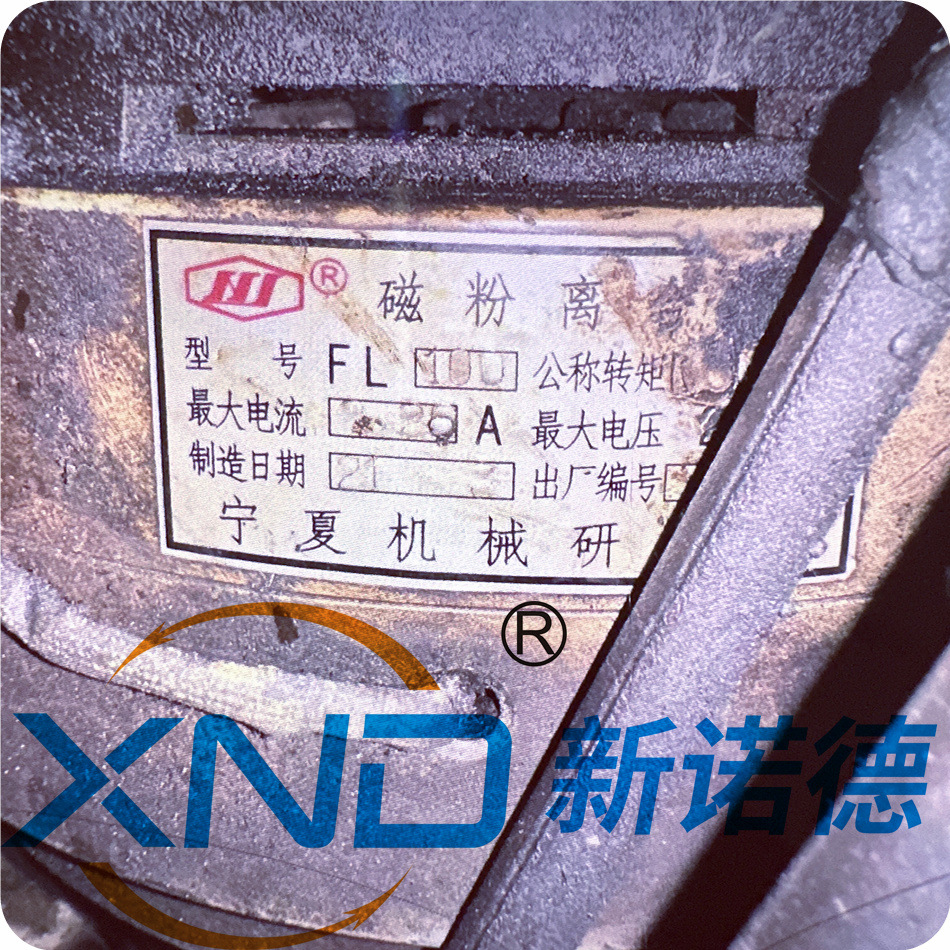 ® 磁粉离
型号 FL 公称转矩
最大电流 A 最大电压
制造日期 21 出厂编号
宁夏机械研
®
XND 新诺德